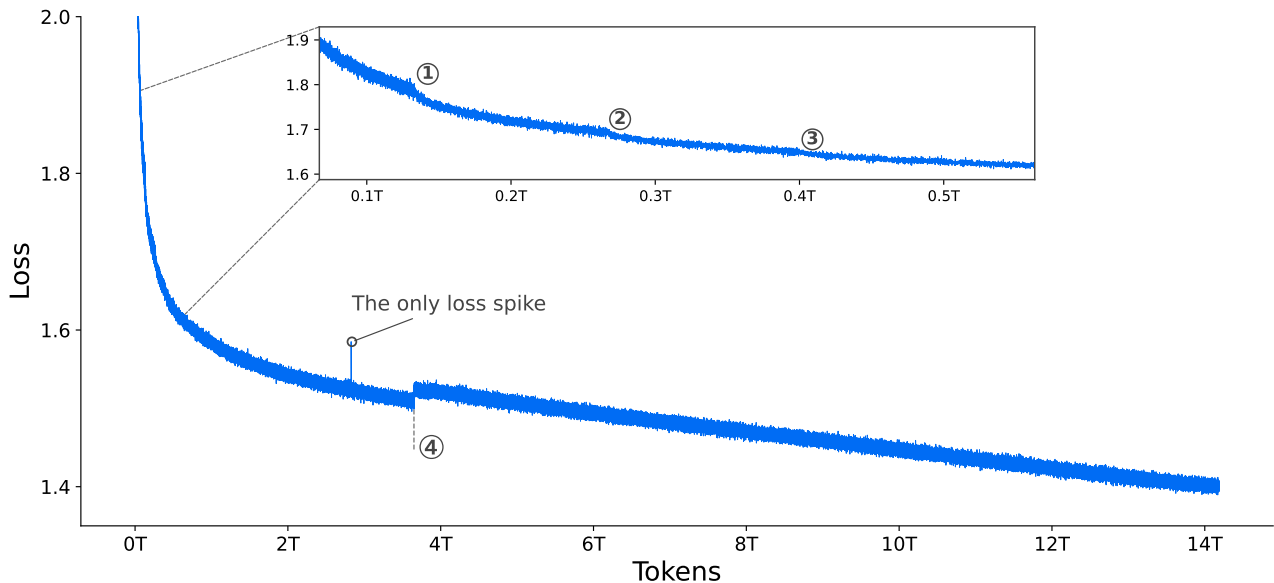 2.0
1.8
1.6
1.4
Loss
1.9
1.8
1.7
1.6
①
②
③
0.1T 0.2T 0.3T 0.4T 0.5T
The only loss spike
④
0T 2T 4T 6T 8T 10T 12T 14T
Tokens